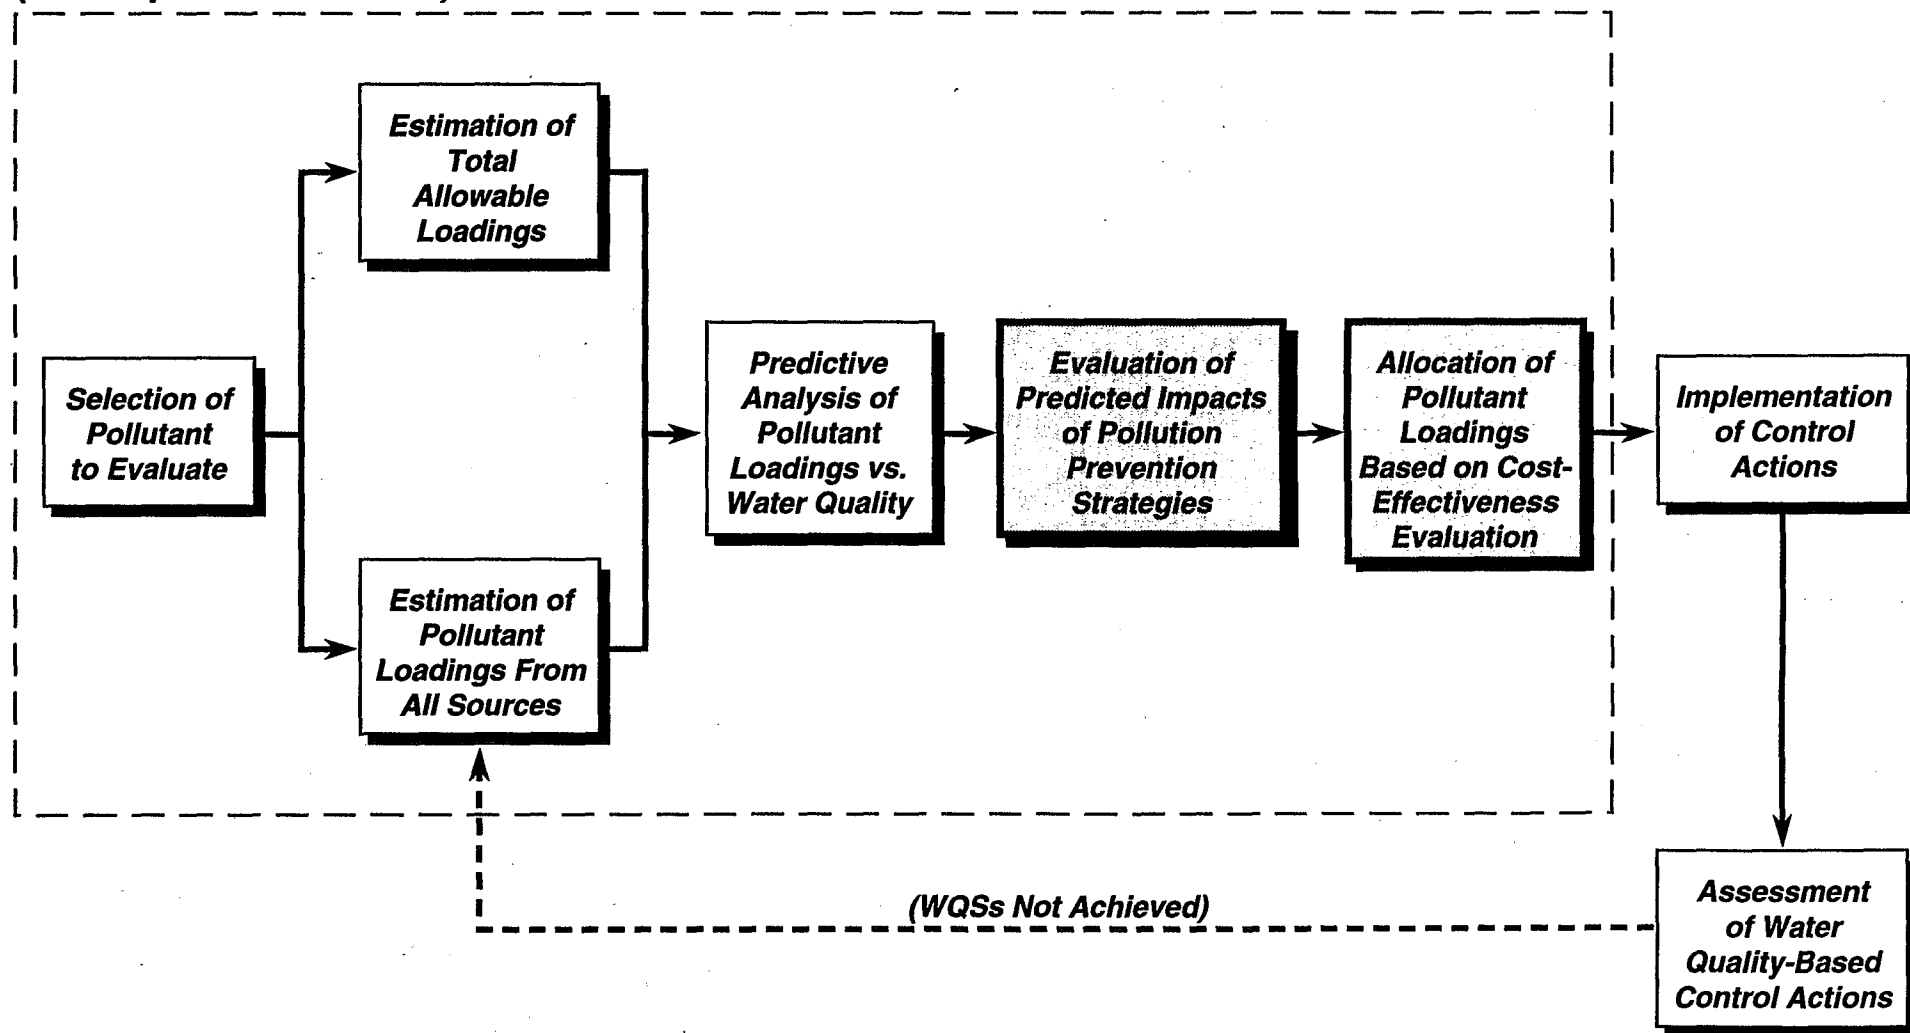 Estimation of
Total
Allowable
Loadings
Selection of
Pollutant
to Evaluate
Estimation of
Pollutant
Loadings From
All Sources
Predictive
Analysis of
Pollutant
Loadings vs.
Water Quality
Evaluation of
Predicted Impacts
of Pollution
Prevention
Strategies
Allocation of
Pollutant
Loadings
Based on Cost-
Effectiveness
Evaluation
Implementation
of Control
Actions
(WQSs Not Achieved)
Assessment
of Water
Quality-Based
Control Actions